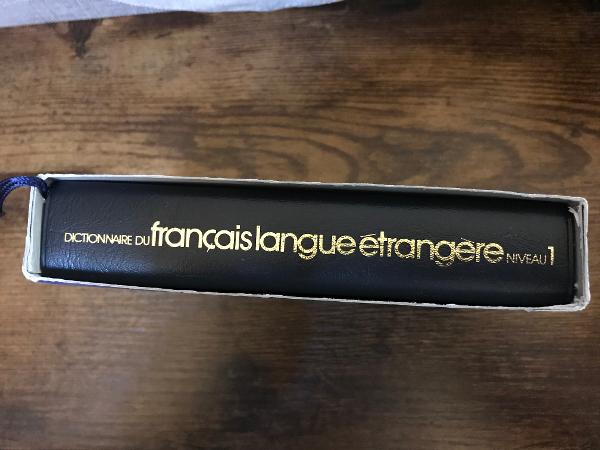 DICTIONNAIRE DU français langue étrangère NIVEAU 1